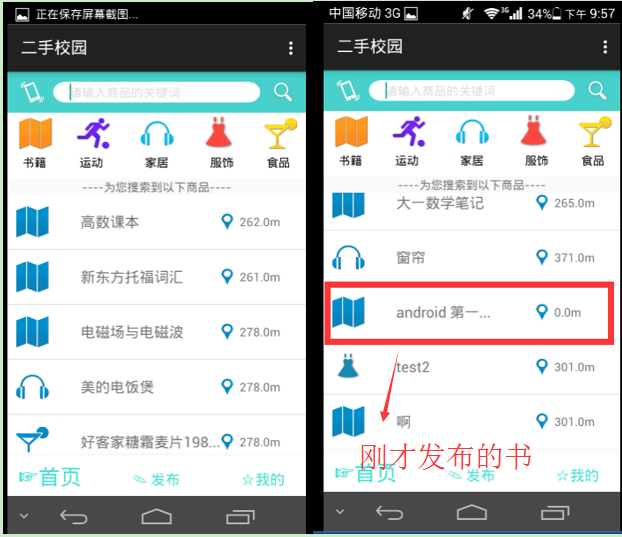 正在保存屏幕截图...
二手校园
请输入商品的关键词
书籍 运动 家居 服饰 食品
----为您搜索到以下商品----
高数课本 262.0m
新东方托福词汇 261.0m
电磁场与电磁波 278.0m
美的电饭煲 278.0m
好客家糖霜麦片198... 278.0m
☞首页 ✎发布 ☆我的
中国移动 3G 3G 34% 下午 9:57
二手校园
请输入商品的关键词
书籍 运动 家居 服饰 食品
----为您搜索到以下商品----
大一数学笔记 265.0m
窗帘 371.0m
android 第一... 0.0m
test2 301.0m
啊 301.0m
刚才发布的书
☞首页 ✎发布 ☆我的